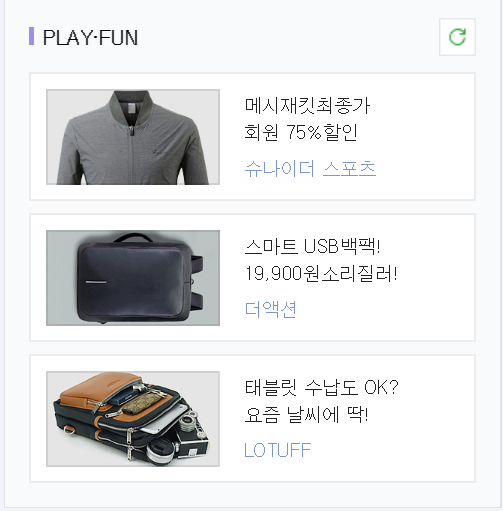 PLAY·FUN
메시재킷최종가
회원 75%할인
슈나이더 스포츠
스마트 USB백팩!
19,900원소리질러!
더액션
태블릿 수납도 OK?
요즘 날씨에 딱!
LOTUFF